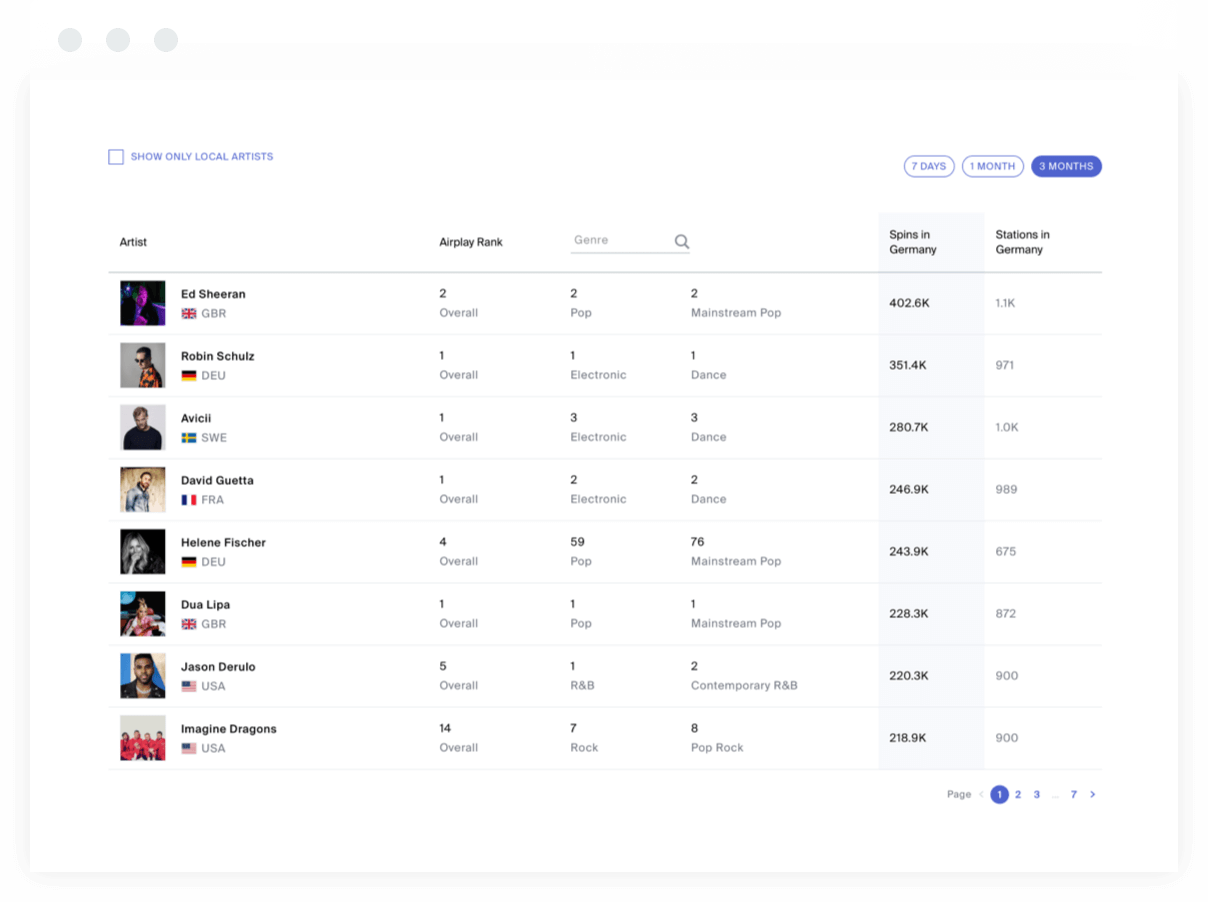 SHOW ONLY LOCAL ARTISTS
7 DAYS 1 MONTH 3 MONTHS
Artist Airplay Rank Genre Spins in Germany Stations in Germany
Ed Sheeran 2 2 2 402.6K 1.1K
GBR Overall Pop Mainstream Pop
Robin Schulz 1 1 1 351.4K 971
DEU Overall Electronic Dance
Avicii 1 3 3 280.7K 1.0K
SWE Overall Electronic Dance
David Guetta 1 2 2 246.9K 989
FRA Overall Electronic Dance
Helene Fischer 4 59 76 243.9K 675
DEU Overall Pop Mainstream Pop
Dua Lipa 1 1 1 228.3K 872
GBR Overall Pop Mainstream Pop
Jason Derulo 5 1 2 220.3K 900
USA Overall R&B Contemporary R&B
Imagine Dragons 14 7 8 218.9K 900
USA Overall Rock Pop Rock
Page < 1 2 3 ... 7 >